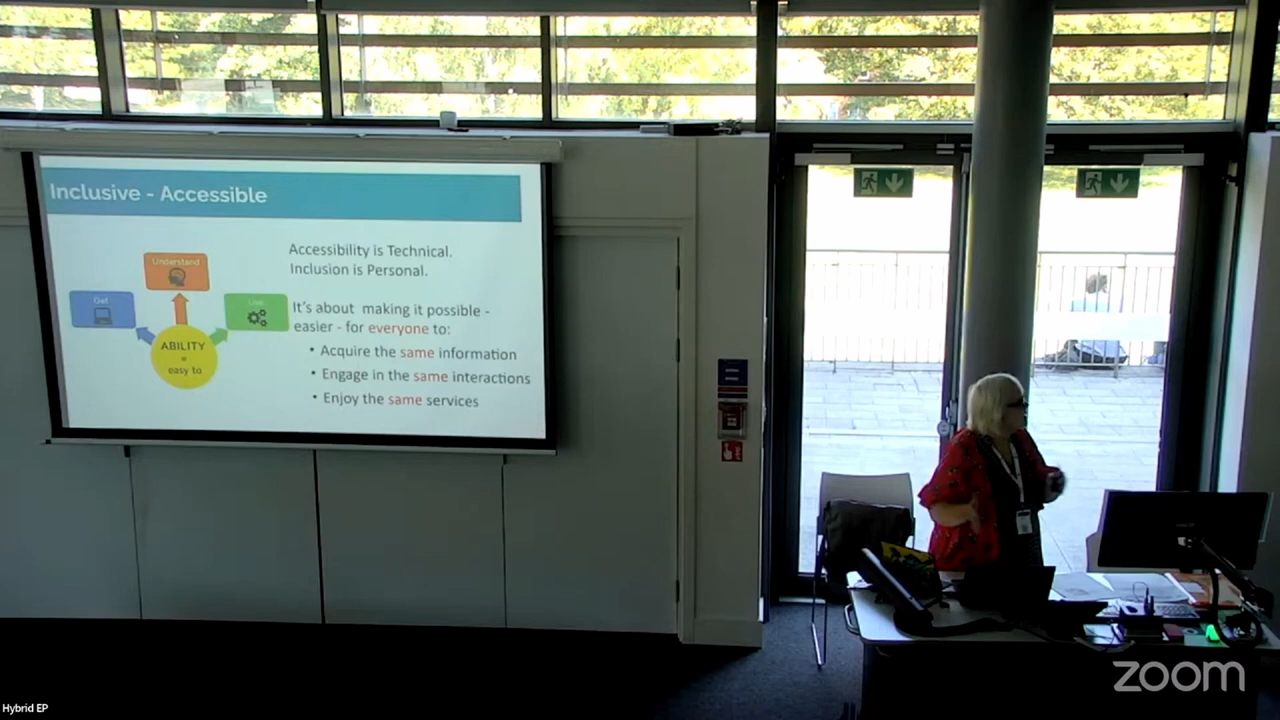 Inclusive - Accessible
Accessibility is Technical.
Inclusion is Personal.
Understand
Get
Use
ABILITY
=
easy to
It's about making it possible -
easier - for everyone to:
• Acquire the same information
• Engage in the same interactions
• Enjoy the same services
zoom
Hybrid EP